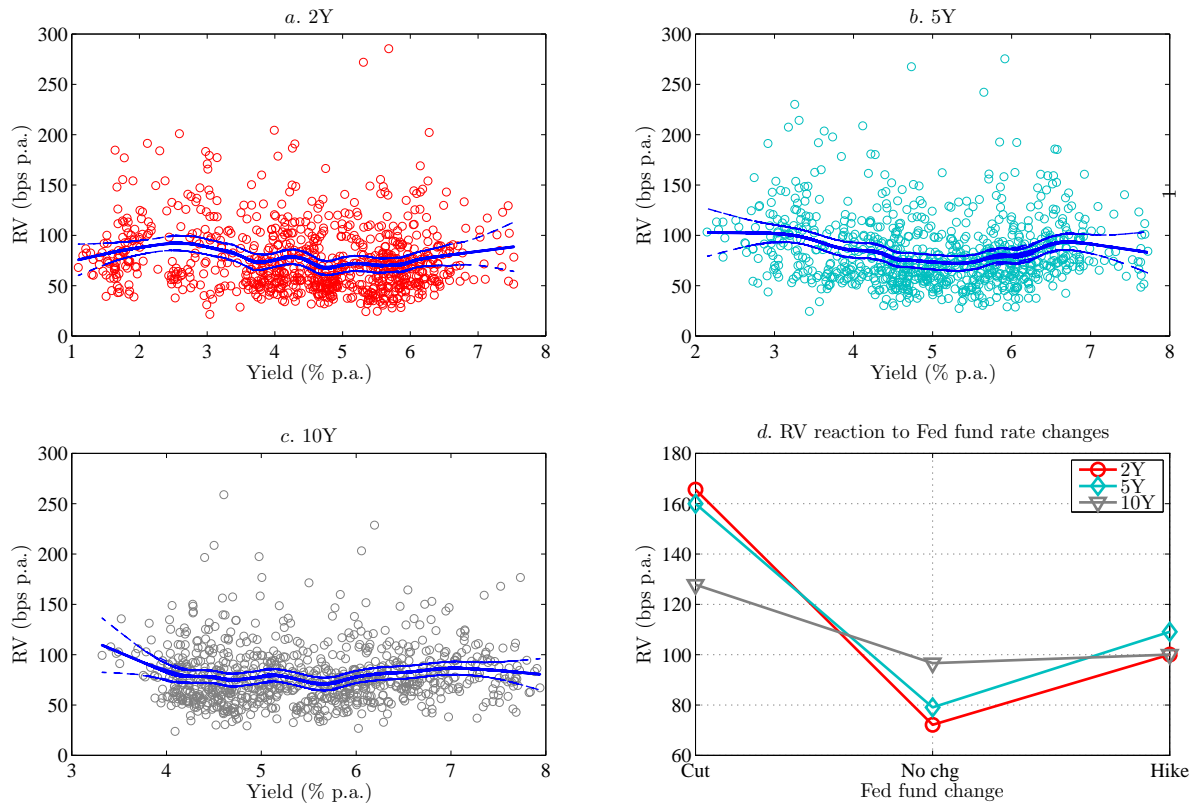 a. 2Y
300
250
200
150
100
50
0
RV (bps p.a.)
1 2 3 4 5 6 7 8
Yield (% p.a.)
b. 5Y
300
250
200
150
100
50
0
RV (bps p.a.)
2 3 4 5 6 7 8
Yield (% p.a.)
1
c. 10Y
300
250
200
150
100
50
0
RV (bps p.a.)
3 4 5 6 7 8
Yield (% p.a.)
d. RV reaction to Fed fund rate changes
180
160
140
120
100
80
60
RV (bps p.a.)
2Y
5Y
10Y
Cut No chg Hike
Fed fund change